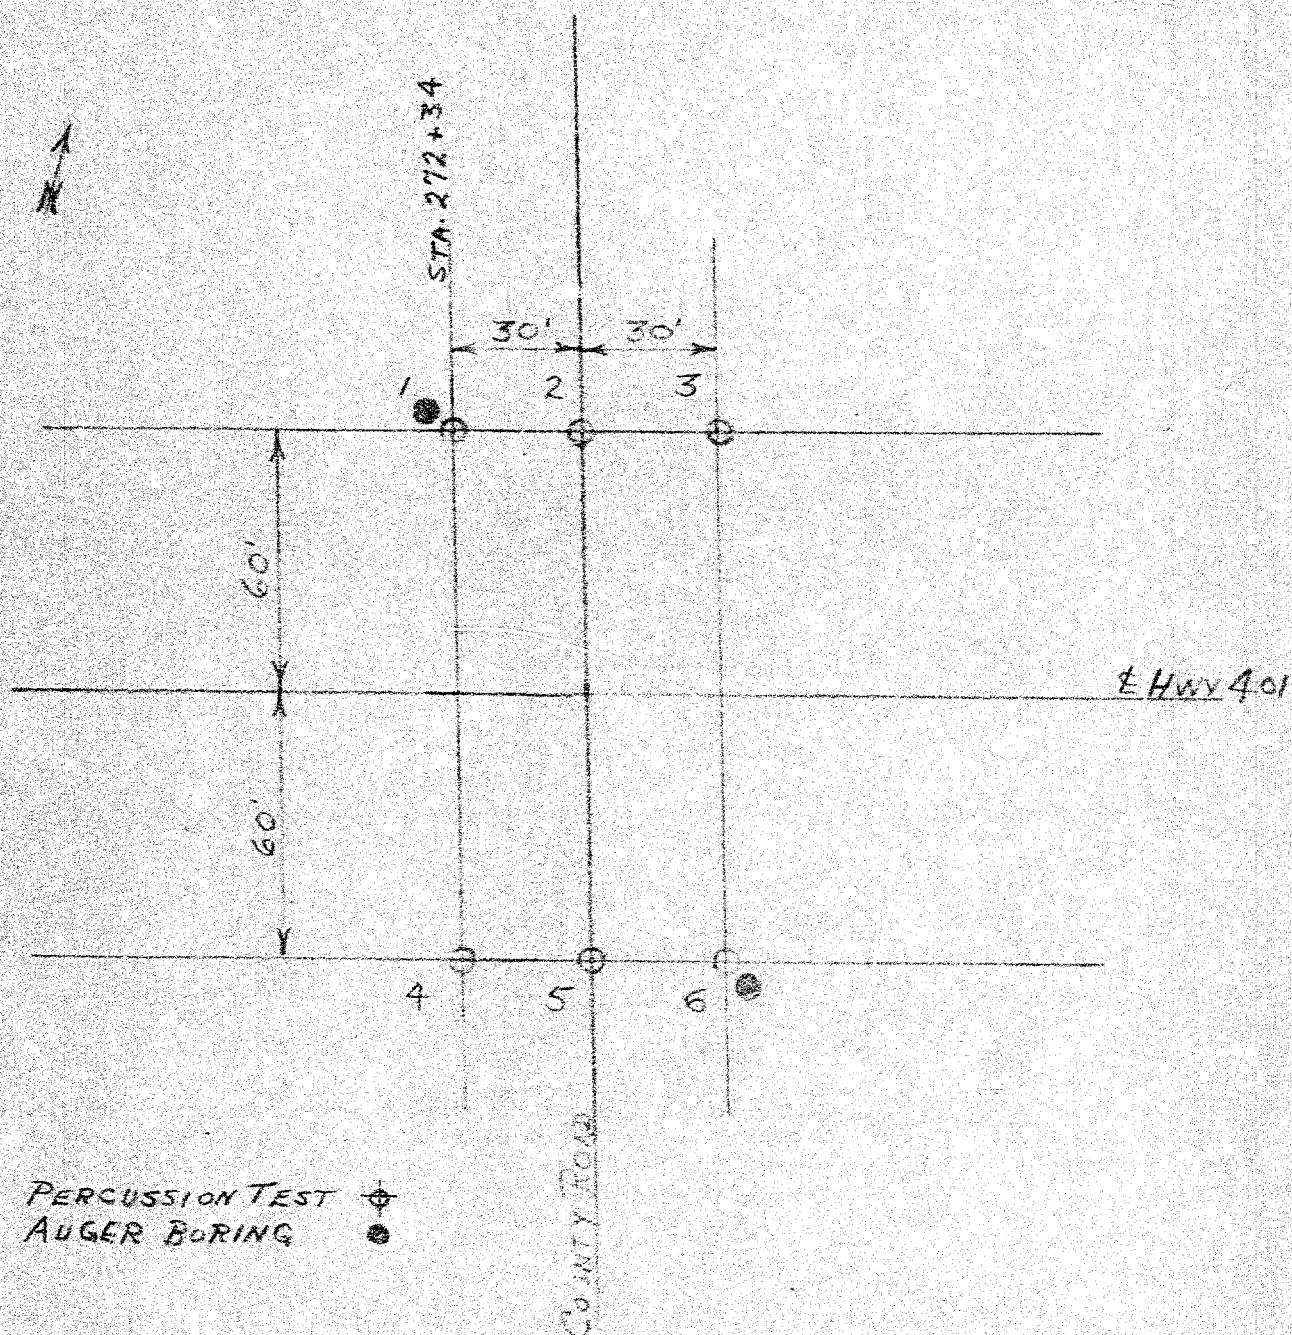 N
STA. 272+34
30' 30'
1 2 3
60'
℄ HWY 401
60'
4 5 6
COUNTY ROAD
PERCUSSION TEST
AUGER BORING